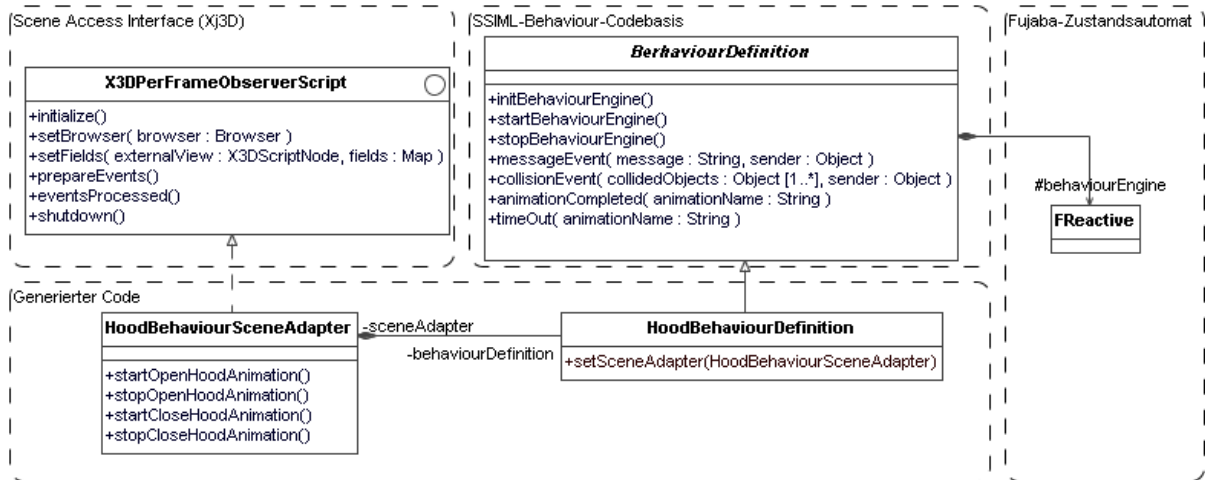 Scene Access Interface (Xj3D)
X3DPerFrameObserverScript
+initialize()
+setBrowser( browser : Browser )
+setFields( externalView : X3DScriptNode, fields : Map )
+prepareEvents()
+eventsProcessed()
+shutdown()
SSIML-Behaviour-Codebasis
BerhaviourDefinition
+initBehaviourEngine()
+startBehaviourEngine()
+stopBehaviourEngine()
+messageEvent( message : String, sender : Object )
+collisionEvent( collidedObjects : Object [1..*], sender : Object )
+animationCompleted( animationName : String )
+timeOut( animationName : String )
Fujaba-Zustandsautomat
#behaviourEngine
FReactive
Generierter Code
HoodBehaviourSceneAdapter
+startOpenHoodAnimation()
+stopOpenHoodAnimation()
+startCloseHoodAnimation()
+stopCloseHoodAnimation()
-sceneAdapter
-behaviourDefinition
HoodBehaviourDefinition
+setSceneAdapter(HoodBehaviourSceneAdapter)